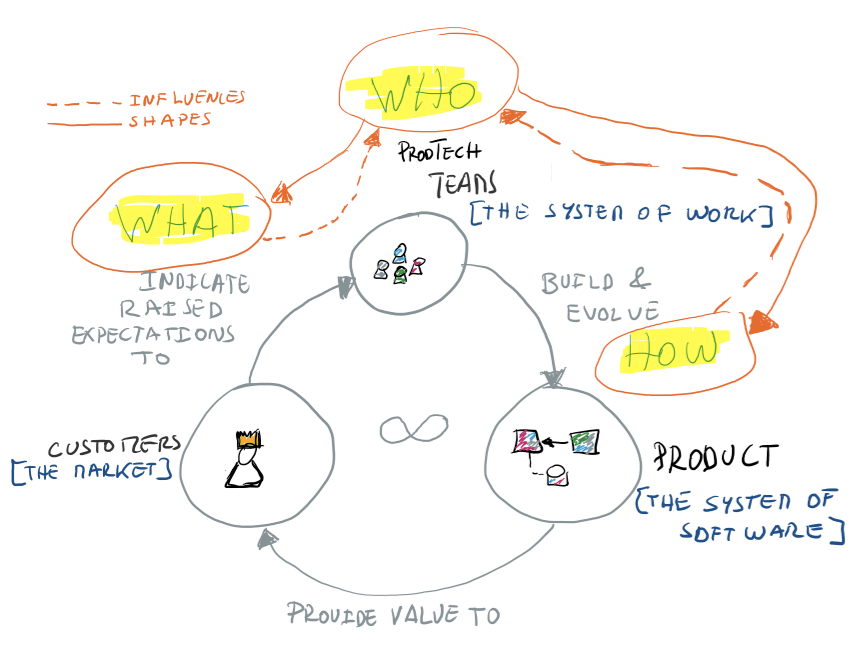 INFLUENCES
SHAPES
WHO
PRODTECH
TEAMS
[THE SYSTEM OF WORK]
WHAT
INDICATE
RAISED
EXPECTATIONS
TO
BUILD &
EVOLVE
HOW
CUSTOMERS
[THE MARKET]
PRODUCT
[THE SYSTEM OF
SOFTWARE]
PROVIDE VALUE TO